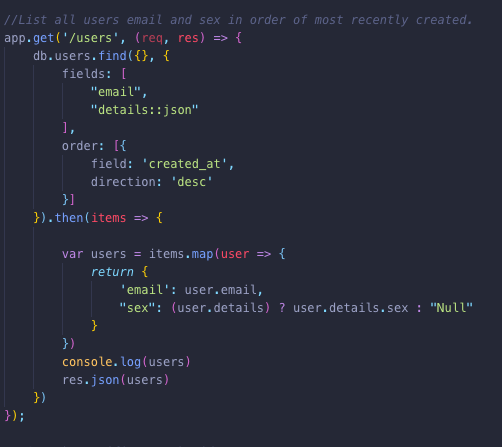 //List all users email and sex in order of most recently created.
app.get('/users', (req, res) => {
    db.users.find({}, {
        fields: [
            "email",
            "details::json"
        ],
        order: [{
            field: 'created_at',
            direction: 'desc'
        }]
    }).then(items => {

        var users = items.map(user => {
            return {
                'email': user.email,
                "sex": (user.details) ? user.details.sex : "Null"
            }
        })
        console.log(users)
        res.json(users)
    })
});